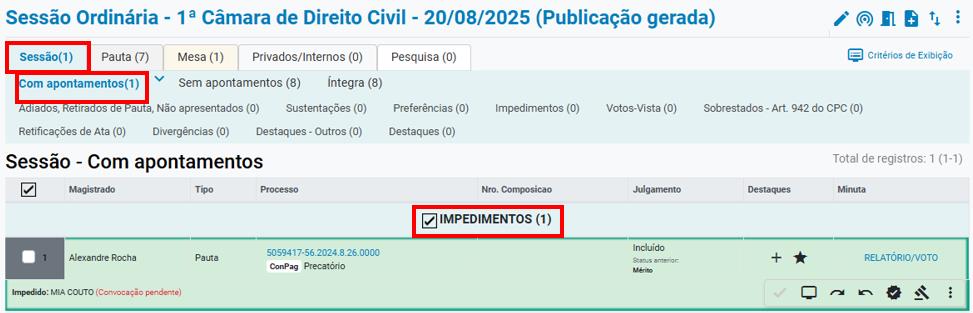 Sessão Ordinária - 1ª Câmara de Direito Civil - 20/08/2025 (Publicação gerada)
Sessão(1) Pauta (7) Mesa (1) Privados/Internos (0) Pesquisa (0) Critérios de Exibição
Com apontamentos(1) Sem apontamentos (8) Íntegra (8)
Adiados, Retirados de Pauta, Não apresentados (0) Sustentações (0) Preferências (0) Impedimentos (0) Votos-Vista (0) Sobrestados - Art. 942 do CPC (0)
Retificações de Ata (0) Divergências (0) Destaques - Outros (0) Destaques (0)
Sessão - Com apontamentos Total de registros: 1 (1-1)
Magistrado Tipo Processo Nro. Composicao Julgamento Destaques Minuta
IMPEDIMENTOS (1)
1 Alexandre Rocha Pauta 5059417-56.2024.8.26.0000 Incluído RELATÓRIO/VOTO
ConPag Precatório Status anterior:
Mérito
Impedido: MIA COUTO (Convocação pendente)